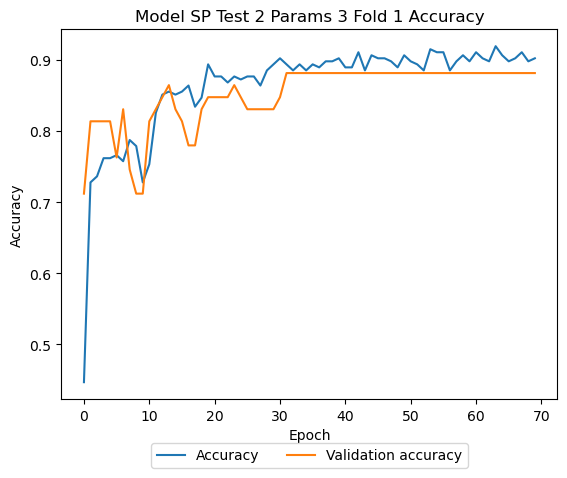 Model SP Test 2 Params 3 Fold 1 Accuracy
Accuracy
0.9
0.8
0.7
0.6
0.5
0 10 20 30 40 50 60 70
Epoch
Accuracy Validation accuracy